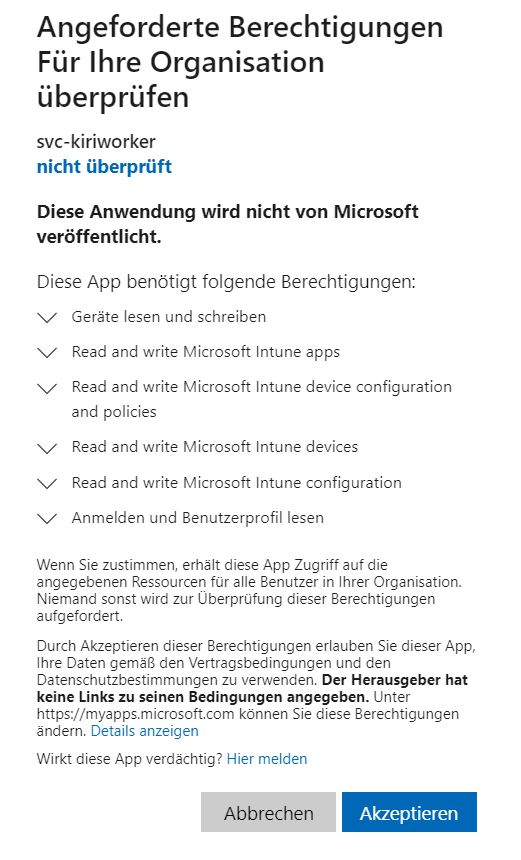 Angeforderte Berechtigungen
Für Ihre Organisation
überprüfen
svc-kiriworker
nicht überprüft
Diese Anwendung wird nicht von Microsoft
veröffentlicht.
Diese App benötigt folgende Berechtigungen:
Geräte lesen und schreiben
Read and write Microsoft Intune apps
Read and write Microsoft Intune device configuration
and policies
Read and write Microsoft Intune devices
Read and write Microsoft Intune configuration
Anmelden und Benutzerprofil lesen
Wenn Sie zustimmen, erhält diese App Zugriff auf die
angegebenen Ressourcen für alle Benutzer in Ihrer Organisation.
Niemand sonst wird zur Überprüfung dieser Berechtigungen
aufgefordert.
Durch Akzeptieren dieser Berechtigungen erlauben Sie dieser App,
Ihre Daten gemäß den Vertragsbedingungen und den
Datenschutzbestimmungen zu verwenden. Der Herausgeber hat
keine Links zu seinen Bedingungen angegeben. Unter
https://myapps.microsoft.com können Sie diese Berechtigungen
ändern. Details anzeigen
Wirkt diese App verdächtig? Hier melden
Abbrechen Akzeptieren